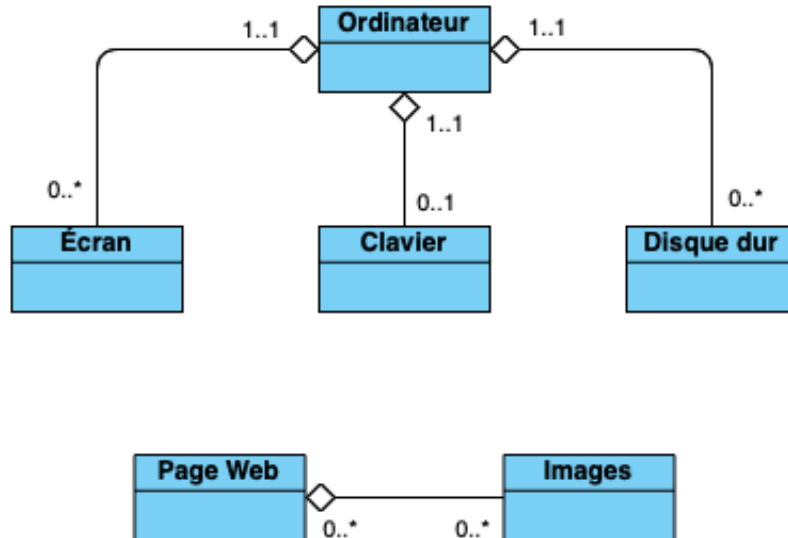 Ordinateur
1..1
1..1
1..1
0..*
0..1
0..*
Écran
Clavier
Disque dur
Page Web
Images
0..*
0..*